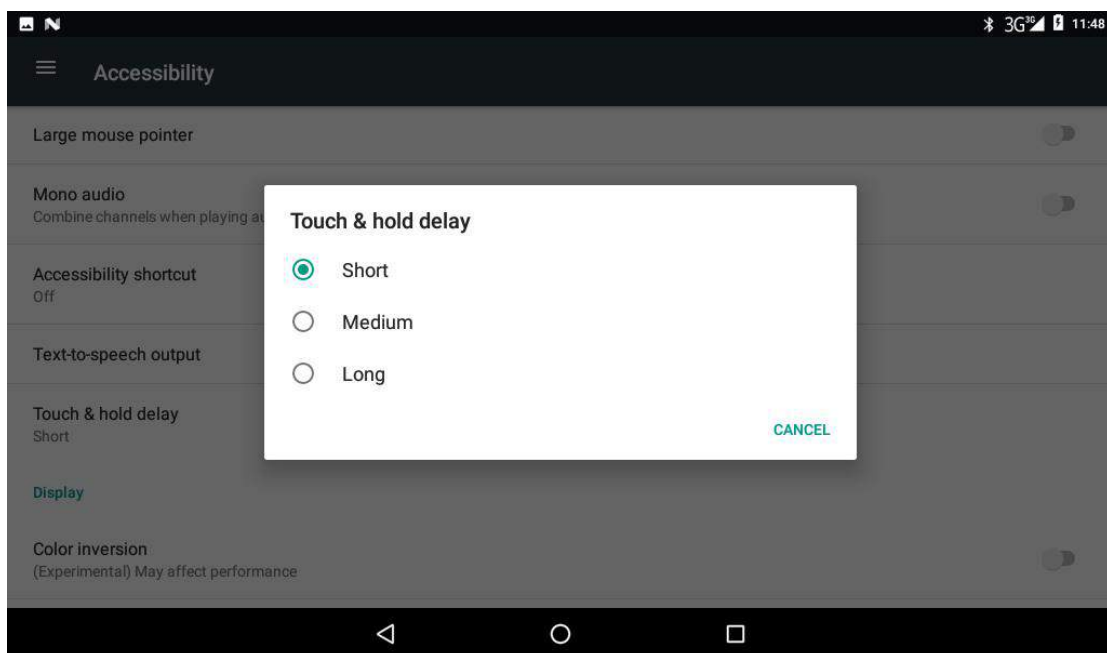 3G 3G 11:48
Accessibility
Large mouse pointer
Mono audio
Combine channels when playing au
Accessibility shortcut
Off
Text-to-speech output
Touch & hold delay
Short
Display
Color inversion
(Experimental) May affect performance
Touch & hold delay
Short
Medium
Long
CANCEL